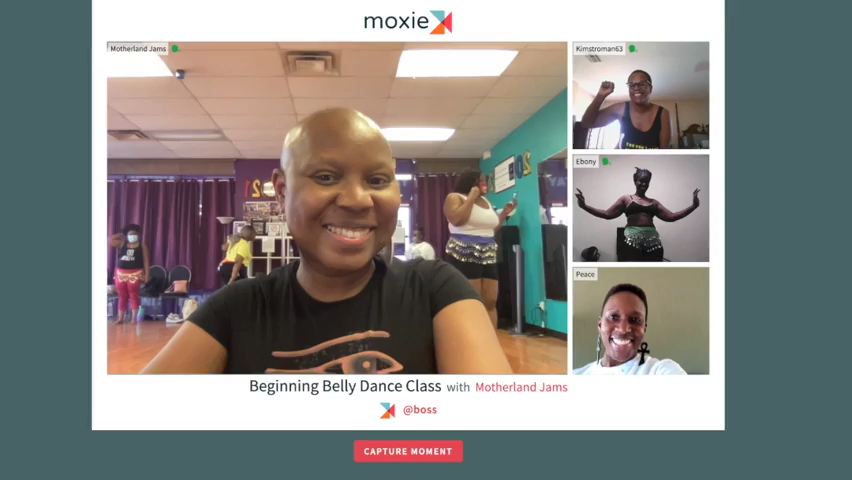 moxie
Motherland Jams
Kimstroman63
Ebony
Peace
Beginning Belly Dance Class with Motherland Jams
@boss
CAPTURE MOMENT